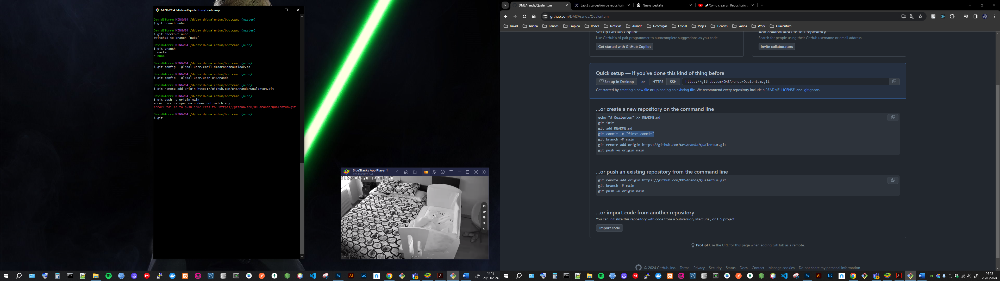 MINGW64:/d/david/qualentum/bootcamp
David@Torre MINGW64 /d/david/qualentum/bootcamp (master)
$ git branch nube
David@Torre MINGW64 /d/david/qualentum/bootcamp (master)
$ git checkout nube
Switched to branch 'nube'
David@Torre MINGW64 /d/david/qualentum/bootcamp (nube)
$ git branch
master
* nube
David@Torre MINGW64 /d/david/qualentum/bootcamp (nube)
$ git config --global user.email dmsaranda@outlook.es
David@Torre MINGW64 /d/david/qualentum/bootcamp (nube)
$ git config --global user.user DMSAranda
David@Torre MINGW64 /d/david/qualentum/bootcamp (nube)
$ git remote add origin https://github.com/DMSAranda/Qualentum.git
David@Torre MINGW64 /d/david/qualentum/bootcamp (nube)
$ git push -u origin main
error: src refspec main does not match any
error: failed to push some refs to 'https://github.com/DMSAranda/Qualentum.git'
David@Torre MINGW64 /d/david/qualentum/bootcamp (nube)
$ git
BlueStacks App Player 1
2024-03-20 14:13:28
14:13
20/03/2024
DMSAranda/Qualentum
Lab 2 : La gestión de repositorio
Nueva pestaña
Como crear un Repositorio y
github.com/DMSAranda/Qualentum
David Ariana Bancos Empleo Redes Noticias Aranda Descargas Oficial Viajes Varios Tiendas Work Qualentum
Set up GitHub Copilot
Use GitHub's AI pair programmer to autocomplete suggestions as you code.
Get started with GitHub Copilot
Add collaborators to this repository
Search for people using their GitHub username or email address.
Invite collaborators
Quick setup — if you've done this kind of thing before
Set up in Desktop or HTTPS SSH https://github.com/DMSAranda/Qualentum.git
Get started by creating a new file or uploading an existing file. We recommend every repository include a README, LICENSE, and .gitignore.
…or create a new repository on the command line
echo "# Qualentum" >> README.md
git init
git add README.md
git commit -m "first commit"
git branch -M main
git remote add origin https://github.com/DMSAranda/Qualentum.git
git push -u origin main
…or push an existing repository from the command line
git remote add origin https://github.com/DMSAranda/Qualentum.git
git branch -M main
git push -u origin main
…or import code from another repository
You can initialize this repository with code from a Subversion, Mercurial, or TFS project.
Import code
ProTip! Use the URL for this page when adding GitHub as a remote.
© 2024 GitHub, Inc. Terms Privacy Security Status Docs Contact Manage cookies Do not share my personal information
14:13
20/03/2024